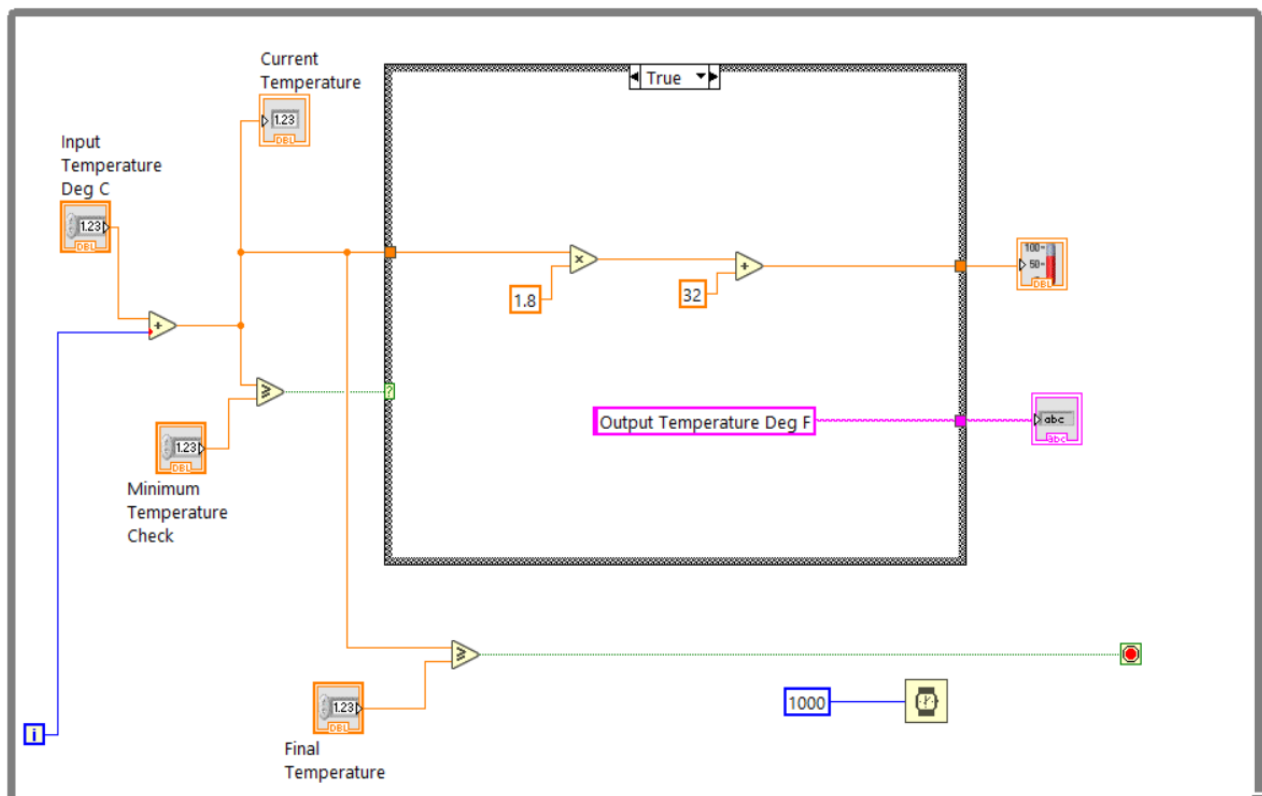 Current
Temperature
1.23
DBL
True
Input
Temperature
Deg C
1.23
DBL
100
50
DBL
1.8
32
+
×
+
≥
?
Output Temperature Deg F
abc
abc
1.23
DBL
Minimum
Temperature
Check
≥
1.23
DBL
1000
i
Final
Temperature